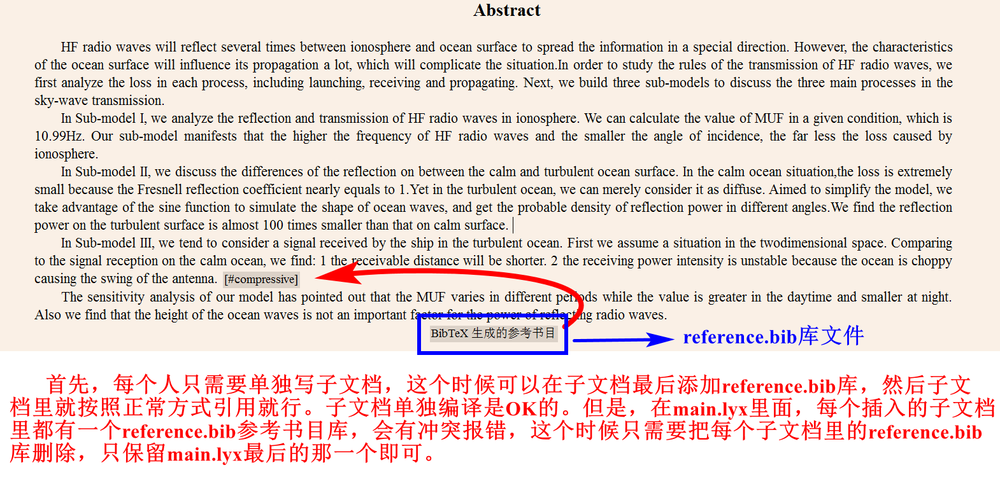 Abstract
HF radio waves will reflect several times between ionosphere and ocean surface to spread the information in a special direction. However, the characteristics
of the ocean surface will influence its propagation a lot, which will complicate the situation.In order to study the rules of the transmission of HF radio waves, we
first analyze the loss in each process, including launching, receiving and propagating. Next, we build three sub-models to discuss the three main processes in the
sky-wave transmission.
In Sub-model I, we analyze the reflection and transmission of HF radio waves in ionosphere. We can calculate the value of MUF in a given condition, which is
10.99Hz. Our sub-model manifests that the higher the frequency of HF radio waves and the smaller the angle of incidence, the far less the loss caused by
ionosphere.
In Sub-model II, we discuss the differences of the reflection on between the calm and turbulent ocean surface. In the calm ocean situation,the loss is extremely
small because the Fresnell reflection coefficient nearly equals to 1.Yet in the turbulent ocean, we can merely consider it as diffuse. Aimed to simplify the model, we
take advantage of the sine function to simulate the shape of ocean waves, and get the probable density of reflection power in different angles.We find the reflection
power on the turbulent surface is almost 100 times smaller than that on calm surface.
In Sub-model III, we tend to consider a signal received by the ship in the turbulent ocean. First we assume a situation in the twodimensional space. Comparing
to the signal reception on the calm ocean, we find: 1 the receivable distance will be shorter. 2 the receiving power intensity is unstable because the ocean is choppy
causing the swing of the antenna. [#compressive]
The sensitivity analysis of our model has pointed out that the MUF varies in different periods while the value is greater in the daytime and smaller at night.
Also we find that the height of the ocean waves is not an important factor for the power of reflecting radio waves.
BibTeX 生成的参考书目
reference.bib库文件
首先，每个人只需要单独写子文档，这个时候可以在子文档最后添加reference.bib库，然后子文
档里就按照正常方式引用就行。子文档单独编译是OK的。但是，在main.lyx里面，每个插入的子文档
里都有一个reference.bib参考书目库，会有冲突报错，这个时候只需要把每个子文档里的reference.bib
库删除，只保留main.lyx最后的那一个即可。